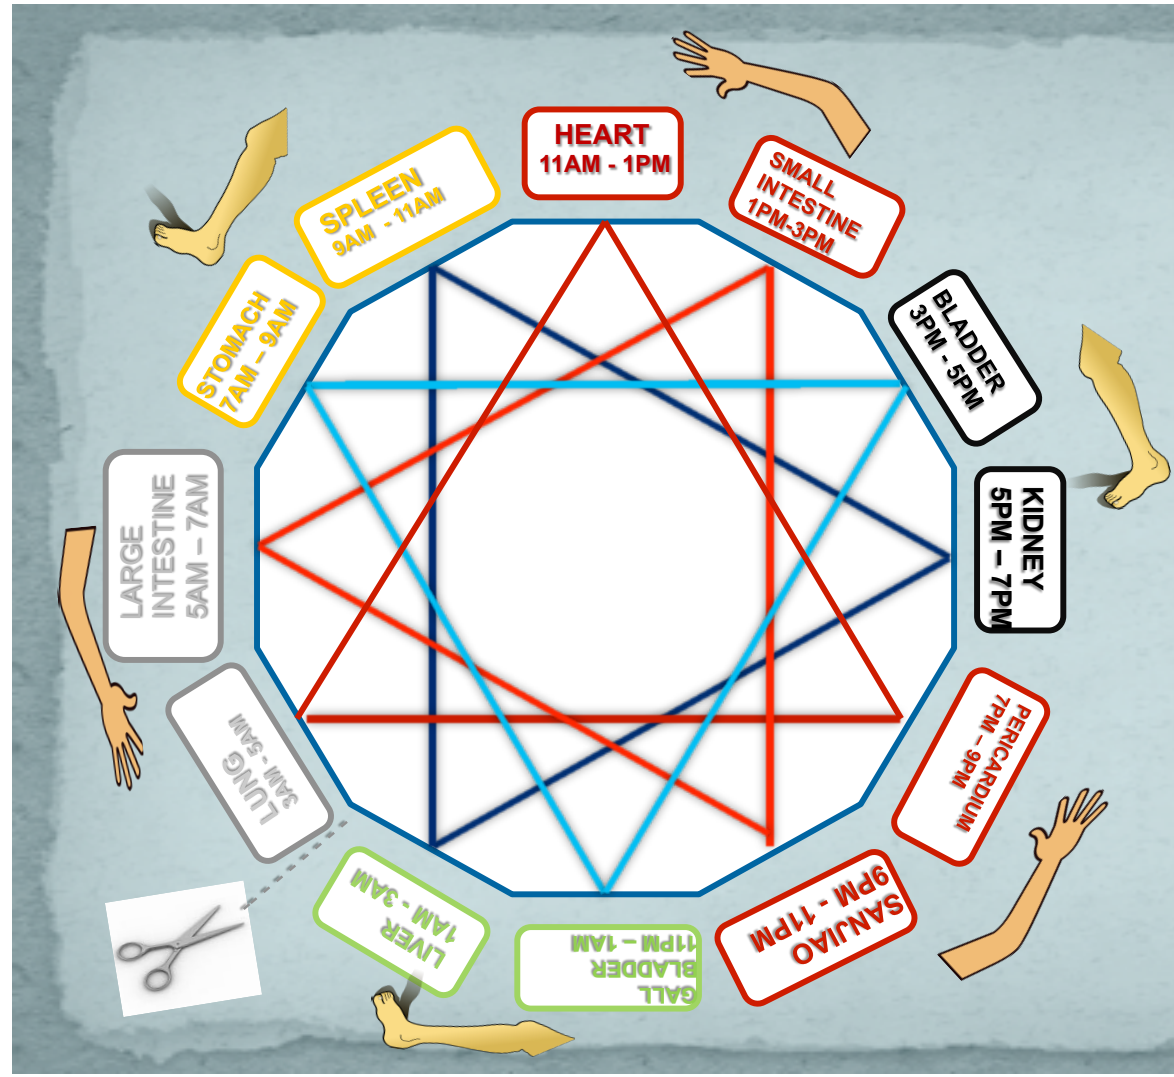 HEART
11AM - 1PM
SMALL
INTESTINE
1PM-3PM
BLADDER
3PM - 5PM
KIDNEY
5PM – 7PM
PERICARDIUM
7PM – 9PM
SANJIAO
9PM - 11PM
GALL
BLADDER
11PM – 1AM
LIVER
1AM - 3AM
LUNG
3AM - 5AM
LARGE
INTESTINE
5AM – 7AM
STOMACH
7AM – 9AM
SPLEEN
9AM - 11AM